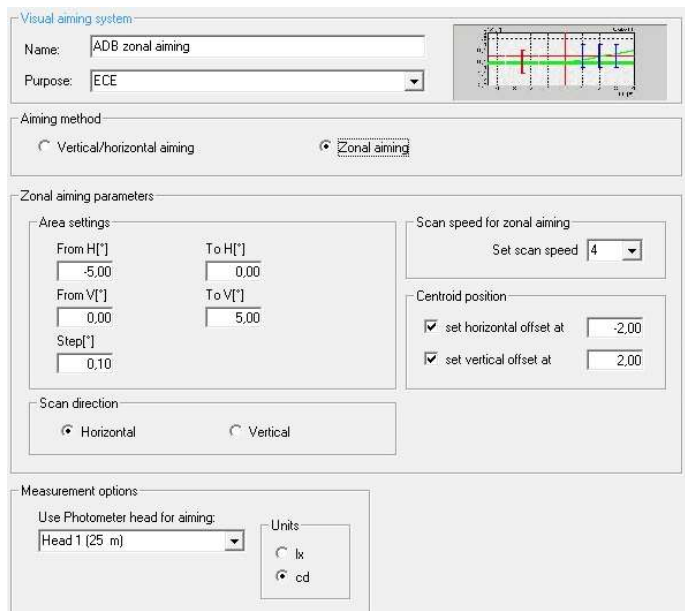 Visual aiming system
Name: ADB zonal aiming
Purpose: ECE
Aiming method
Vertical/horizontal aiming
Zonal aiming
Zonal aiming parameters
Area settings
From H[°] To H[°]
-5,00 0,00
From V[°] To V[°]
0,00 5,00
Step[°]
0,10
Scan speed for zonal aiming
Set scan speed 4
Centroid position
set horizontal offset at -2,00
set vertical offset at 2,00
Scan direction
Horizontal Vertical
Measurement options
Use Photometer head for aiming:
Head 1 (25 m)
Units
lx
cd